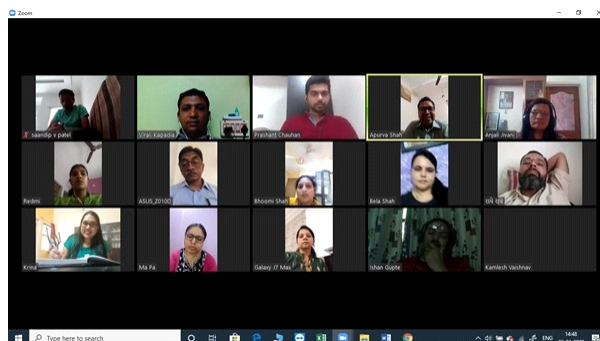 Zoom
saandip v patel
Viral Kapadia
Prashant Chauhan
Apurva Shah
Anjali Jivani
Redmi
ASUS_Z010D
Bhoomi Shah
Bela Shah
Krina
Ma Pa
Galaxy J7 Max
Ishan Gupte
Kamlesh Vaishnav
Type here to search
ENG
14:48